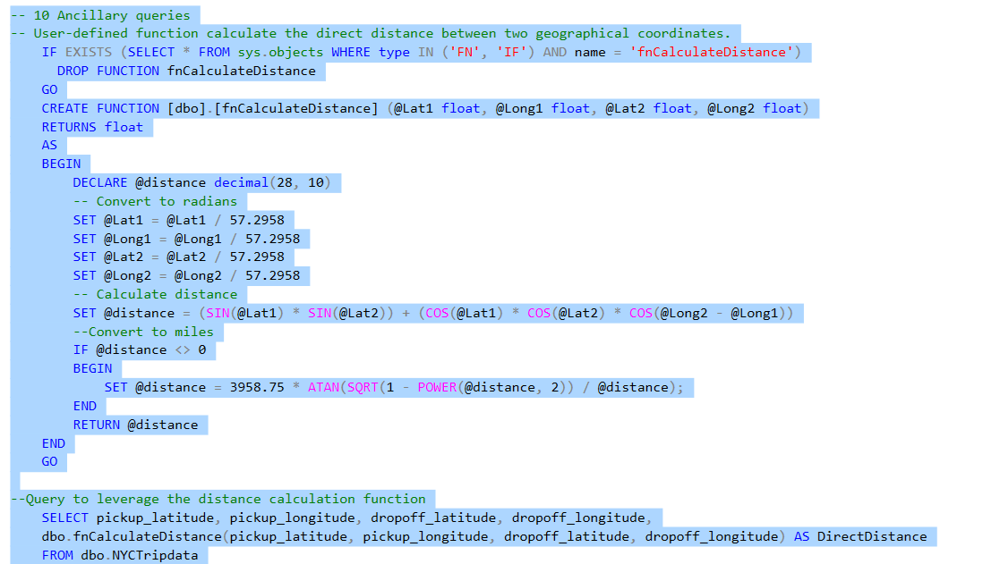 -- 10 Ancillary queries
-- User-defined function calculate the direct distance between two geographical coordinates.
IF EXISTS (SELECT * FROM sys.objects WHERE type IN ('FN', 'IF') AND name = 'fnCalculateDistance')
DROP FUNCTION fnCalculateDistance
GO
CREATE FUNCTION [dbo].[fnCalculateDistance] (@Lat1 float, @Long1 float, @Lat2 float, @Long2 float)
RETURNS float
AS
BEGIN
DECLARE @distance decimal(28, 10)
-- Convert to radians
SET @Lat1 = @Lat1 / 57.2958
SET @Long1 = @Long1 / 57.2958
SET @Lat2 = @Lat2 / 57.2958
SET @Long2 = @Long2 / 57.2958
-- Calculate distance
SET @distance = (SIN(@Lat1) * SIN(@Lat2)) + (COS(@Lat1) * COS(@Lat2) * COS(@Long2 - @Long1))
--Convert to miles
IF @distance <> 0
BEGIN
SET @distance = 3958.75 * ATAN(SQRT(1 - POWER(@distance, 2)) / @distance);
END
RETURN @distance
END
GO
--Query to leverage the distance calculation function
SELECT pickup_latitude, pickup_longitude, dropoff_latitude, dropoff_longitude,
dbo.fnCalculateDistance(pickup_latitude, pickup_longitude, dropoff_latitude, dropoff_longitude) AS DirectDistance
FROM dbo.NYCTripdata